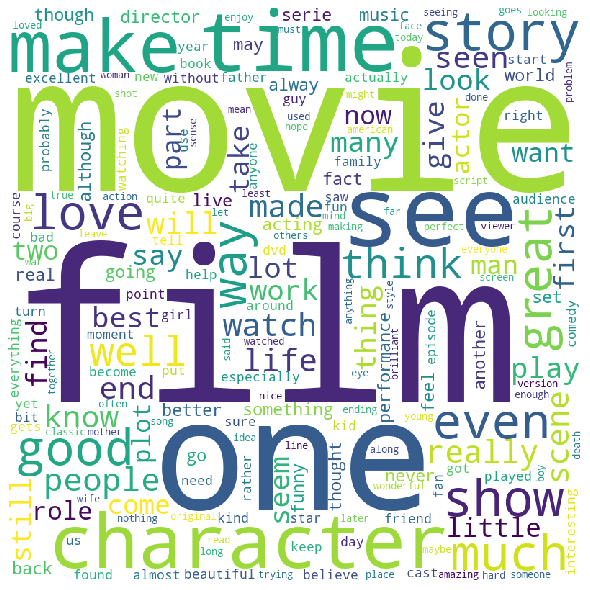 though
director
serie
music
enjoy
must
face
today
seeing
goes
looking
loved
make
time
year
may
alway
guy
story
excellent
woman
book
new
without
father
actually
might
seen
start
done
world
shot
mean
used
hope
american
now
look
problem
movie
probably
although
watching
part
use
sense
take
anyone
family
many
give
actor
right
want
script
true
quite
live
fact
least
course
big
action
let
saw
fun
mind
far
audience
love
will
made
others
making
perfect
viewer
see
great
first
two
bad
leave
tell
acting
dvd
everyone
war
say
way
lot
think
man
real
going
help
screen
set
film
find
turn
point
work
around
anything
style
thing
performance
brilliant
comedy
everything
together
moment
best
girl
said
watch
another
play
yet
well
become
put
watched
life
eye
feel
episode
version
often
end
especially
nice
enough
bit
gets
classic
mother
know
plot
better
song
something
ending
young
even
one
idea
sure
kid
good
go
line
along
really
scene
death
people
need
rather
seem
funny
thought
never
got
played
boy
still
wife
come
nothing
original
kind
star
later
friend
fan
wonderful
show
interesting
role
us
character
little
much
maybe
back
read
long
keep
day
found
almost
trying
beautiful
believe
place
cast
amazing
hard
someone